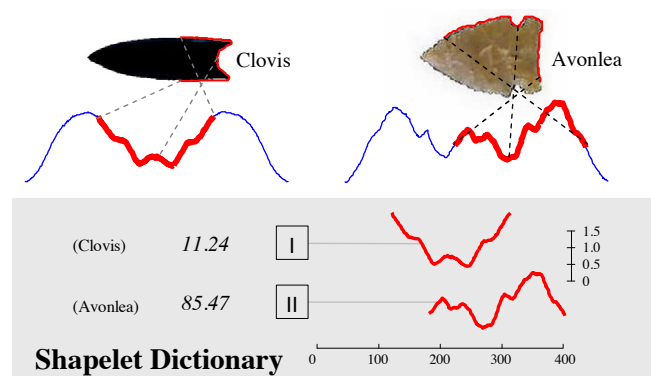 Clovis
Avonlea
(Clovis) 11.24 I
1.5
1.0
0.5
0
(Avonlea) 85.47 II
Shapelet Dictionary
0 100 200 300 400